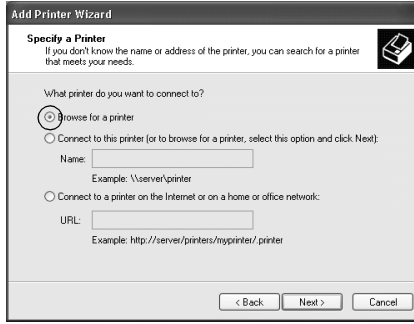 Add Printer Wizard
Specify a Printer
If you don't know the name or address of the printer, you can search for a printer
that meets your needs.
What printer do you want to connect to?
Browse for a printer
Connect to this printer (or to browse for a printer, select this option and click Next):
Name:
Example: \\server\printer
Connect to a printer on the Internet or on a home or office network:
URL:
Example: http://server/printers/myprinter/.printer
< Back Next > Cancel